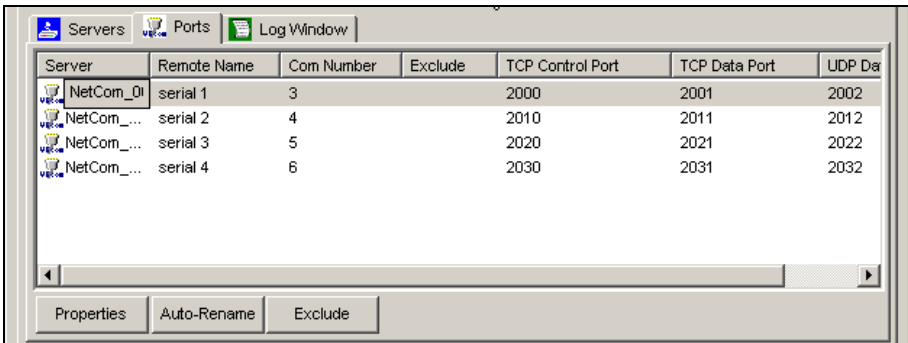 Servers Ports Log Window
Server Remote Name Com Number Exclude TCP Control Port TCP Data Port UDP Da
NetCom_0 serial 1 3 2000 2001 2002
NetCom_... serial 2 4 2010 2011 2012
NetCom_... serial 3 5 2020 2021 2022
NetCom_... serial 4 6 2030 2031 2032
Properties Auto-Rename Exclude